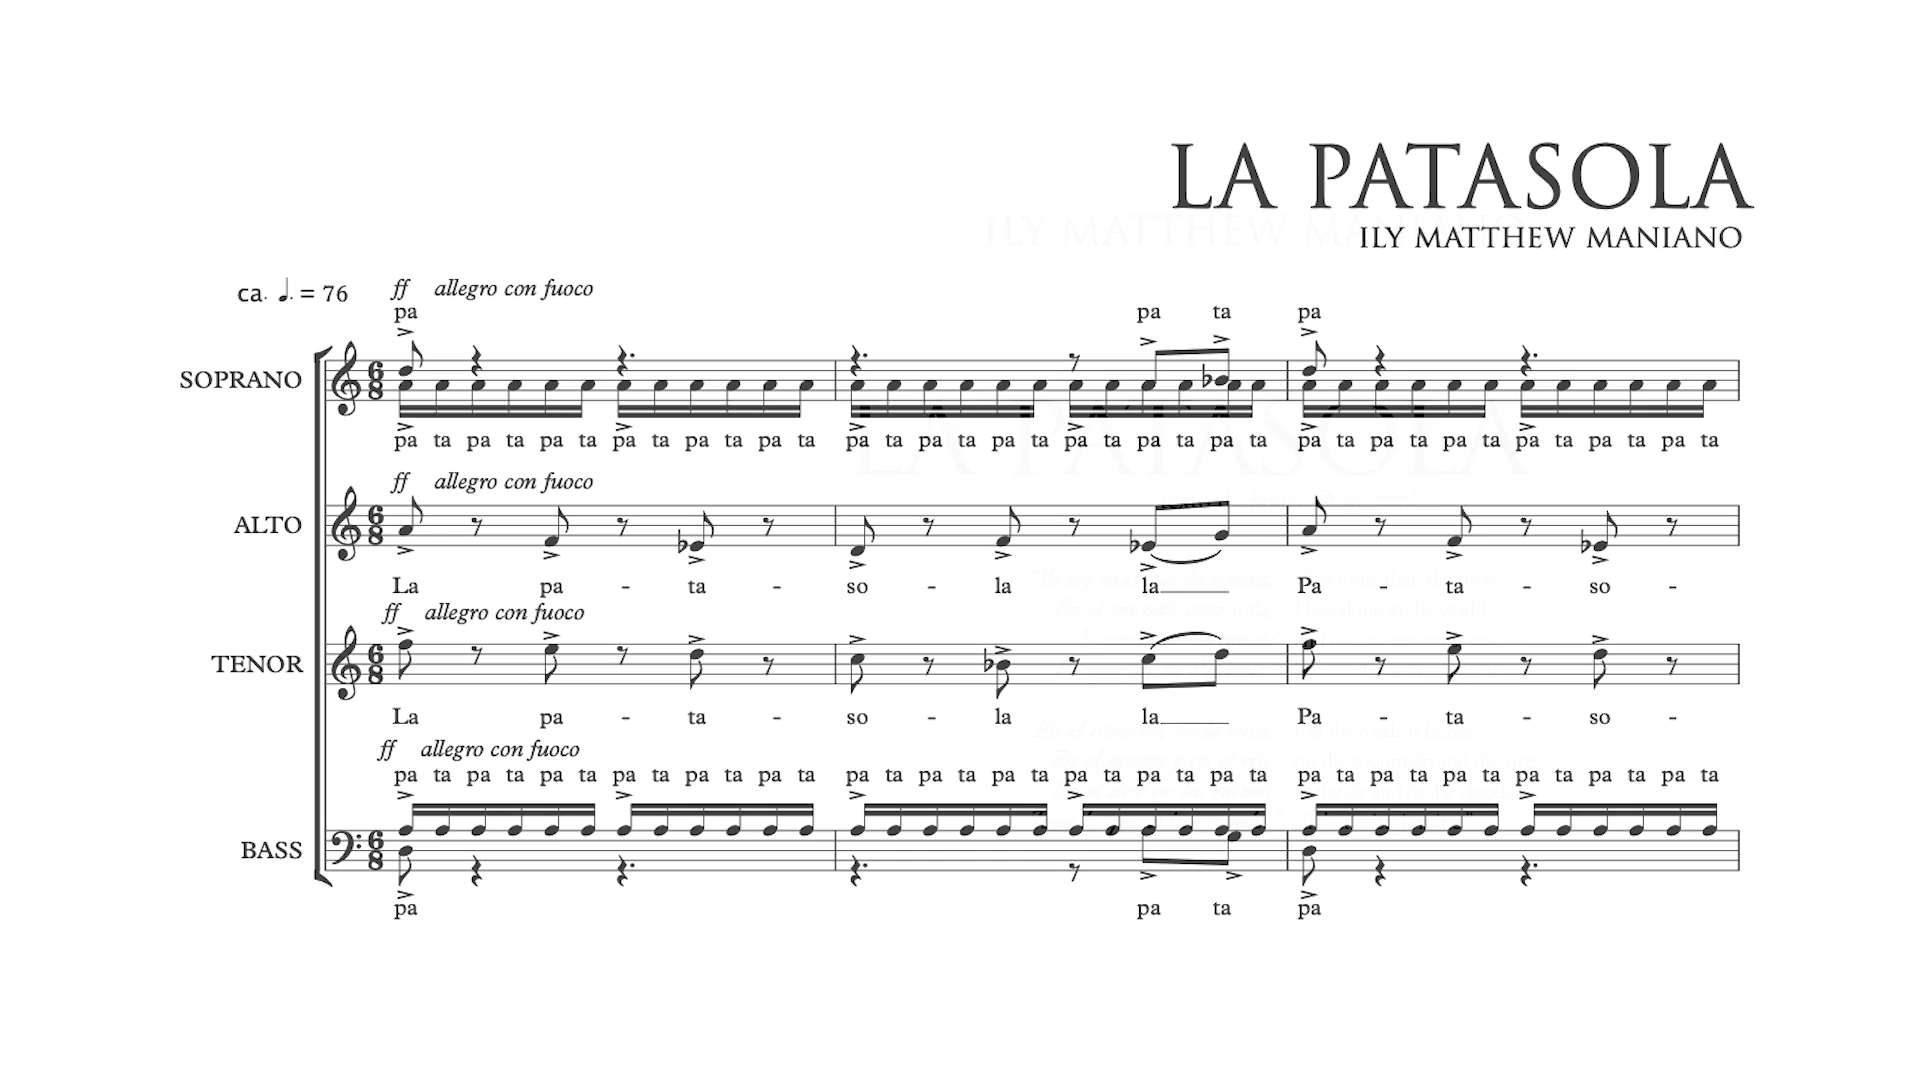 LA PATASOLA
ILY MATTHEW MANIANO
ca. ♩. = 76 ff allegro con fuoco
pa pa ta pa
SOPRANO
pa ta pa ta pa ta pa ta pa ta pa ta pa ta pa ta pa ta pa ta pa ta pa ta pa ta pa ta pa ta pa ta pa ta pa ta
ff allegro con fuoco
ALTO
La pa - ta - so - la la Pa - ta - so -
ff allegro con fuoco
TENOR
La pa - ta - so - la la Pa - ta - so -
ff allegro con fuoco
pa ta pa ta pa ta pa ta pa ta pa ta pa ta pa ta pa ta pa ta pa ta pa ta pa ta pa ta pa ta pa ta pa ta pa ta
BASS
pa pa ta pa